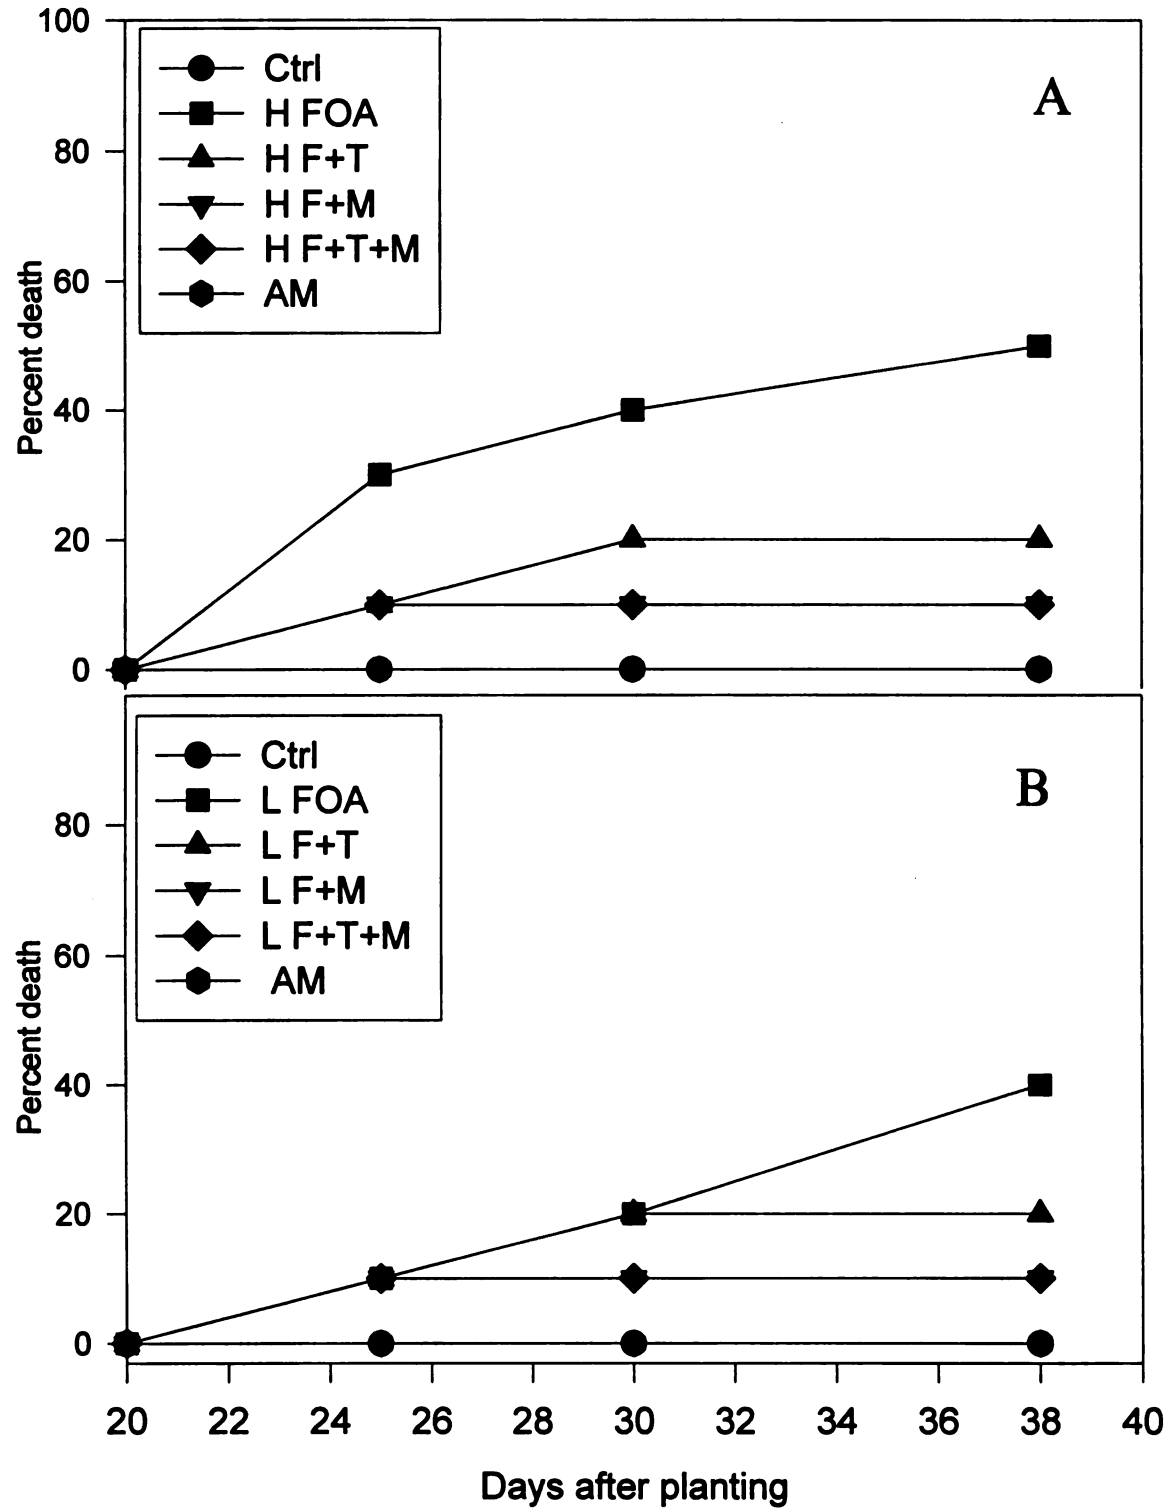 100
80
60
40
20
0
Percent death
Ctrl
H FOA
H F+T
H F+M
H F+T+M
AM
A
80
60
40
20
0
Percent death
Ctrl
L FOA
L F+T
L F+M
L F+T+M
AM
B
20 22 24 26 28 30 32 34 36 38 40
Days after planting